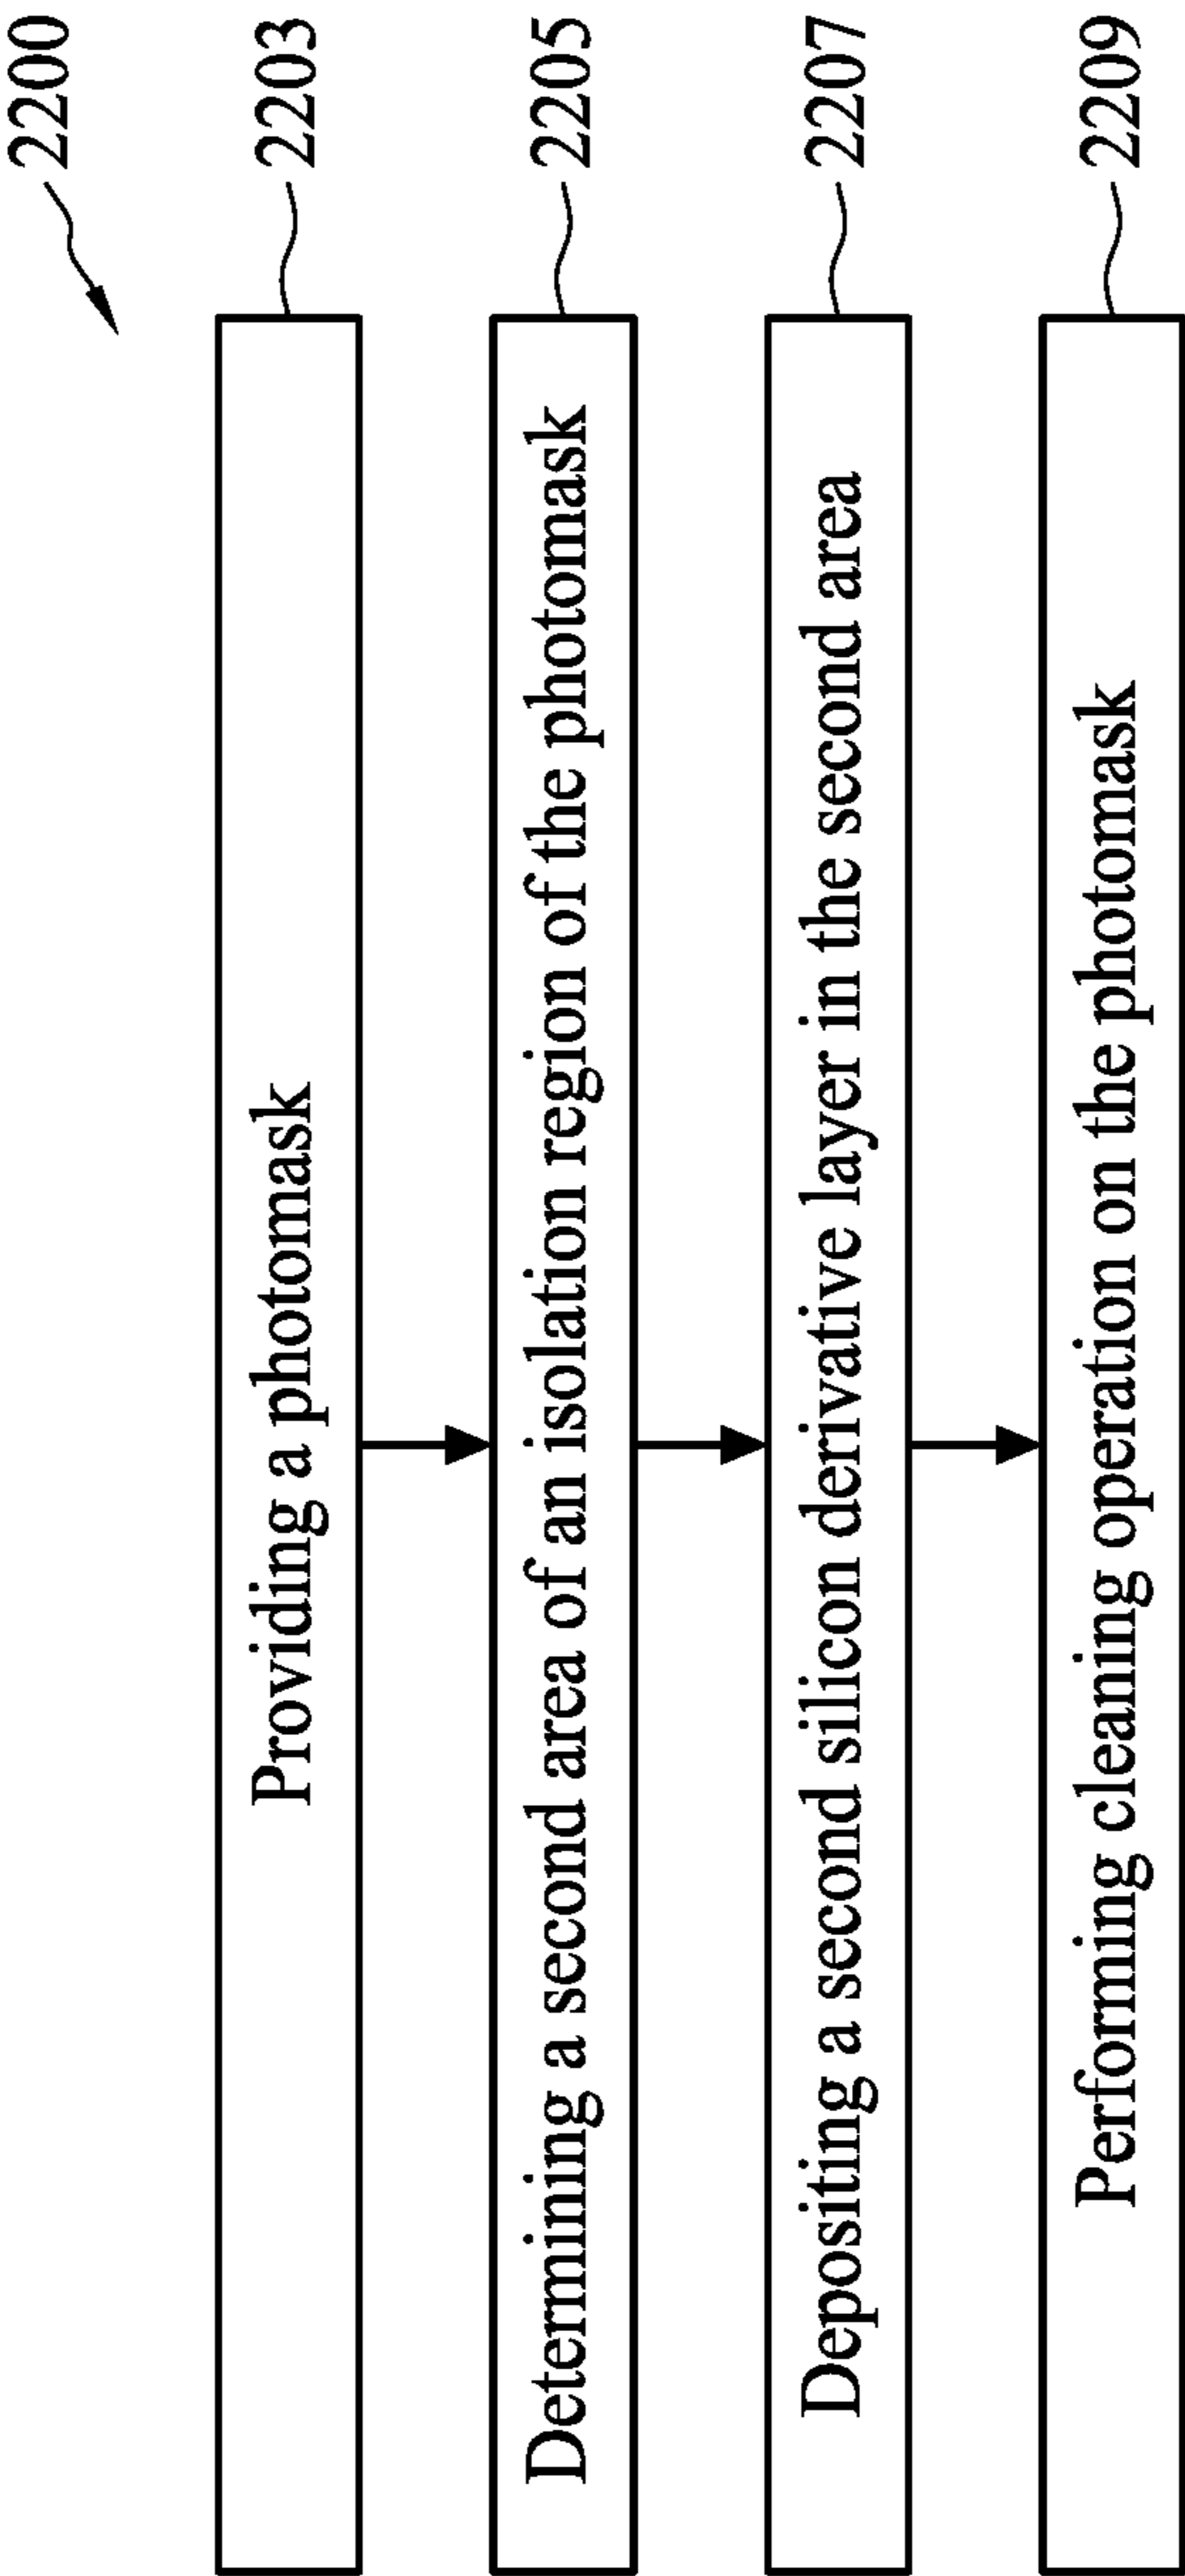 2200
Providing a photomask
2203
Determining a second area of an isolation region of the photomask
2205
Depositing a second silicon derivative layer in the second area
2207
Performing cleaning operation on the photomask
2209